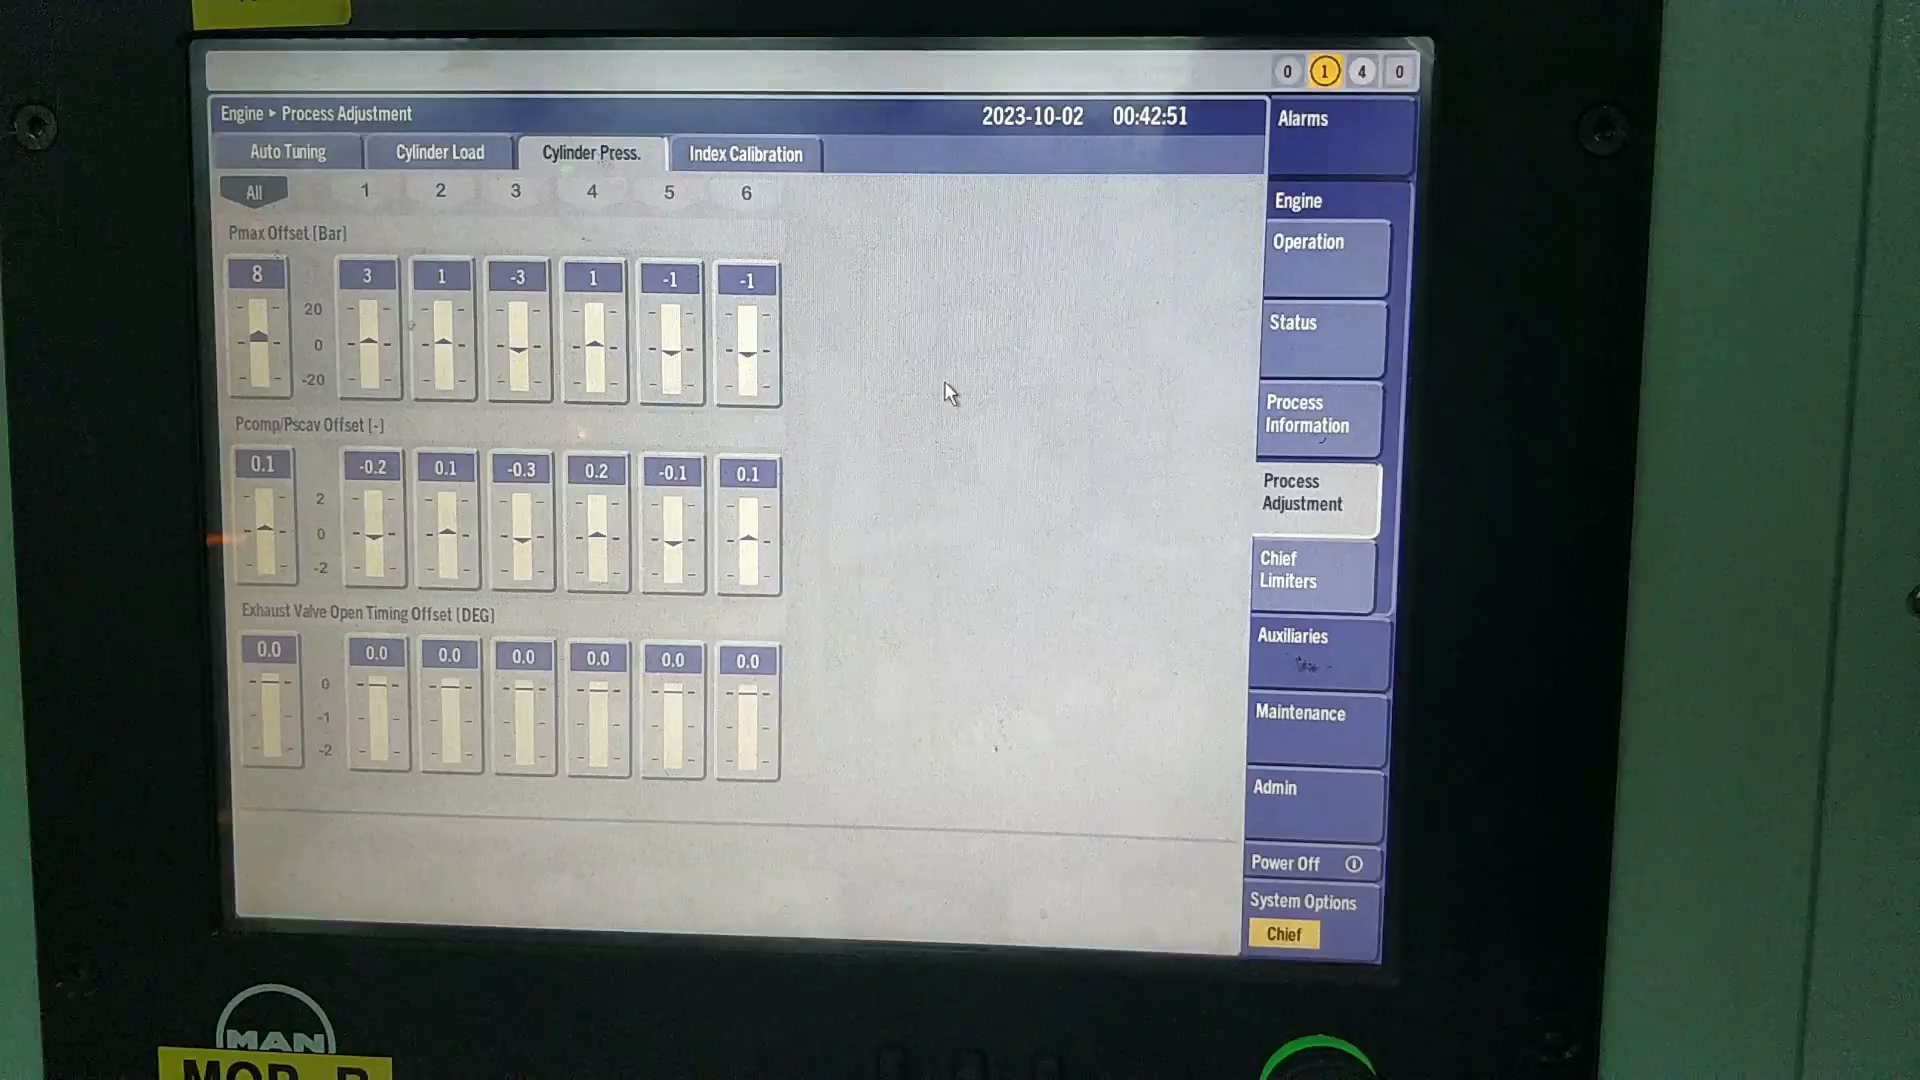 0 1 4 0
Engine ▸ Process Adjustment 2023-10-02 00:42:51
Auto Tuning Cylinder Load Cylinder Press. Index Calibration
All 1 2 3 4 5 6
Pmax Offset [Bar]
8 3 1 -3 1 -1 -1
20
0
-20
Pcomp/Pscav Offset [-]
0.1 -0.2 0.1 -0.3 0.2 -0.1 0.1
2
0
-2
Exhaust Valve Open Timing Offset [DEG]
0.0 0.0 0.0 0.0 0.0 0.0 0.0
0
-1
-2
Alarms
Engine
Operation
Status
Process
Information
Process
Adjustment
Chief
Limiters
Auxiliaries
Maintenance
Admin
Power Off
System Options
Chief
MAN